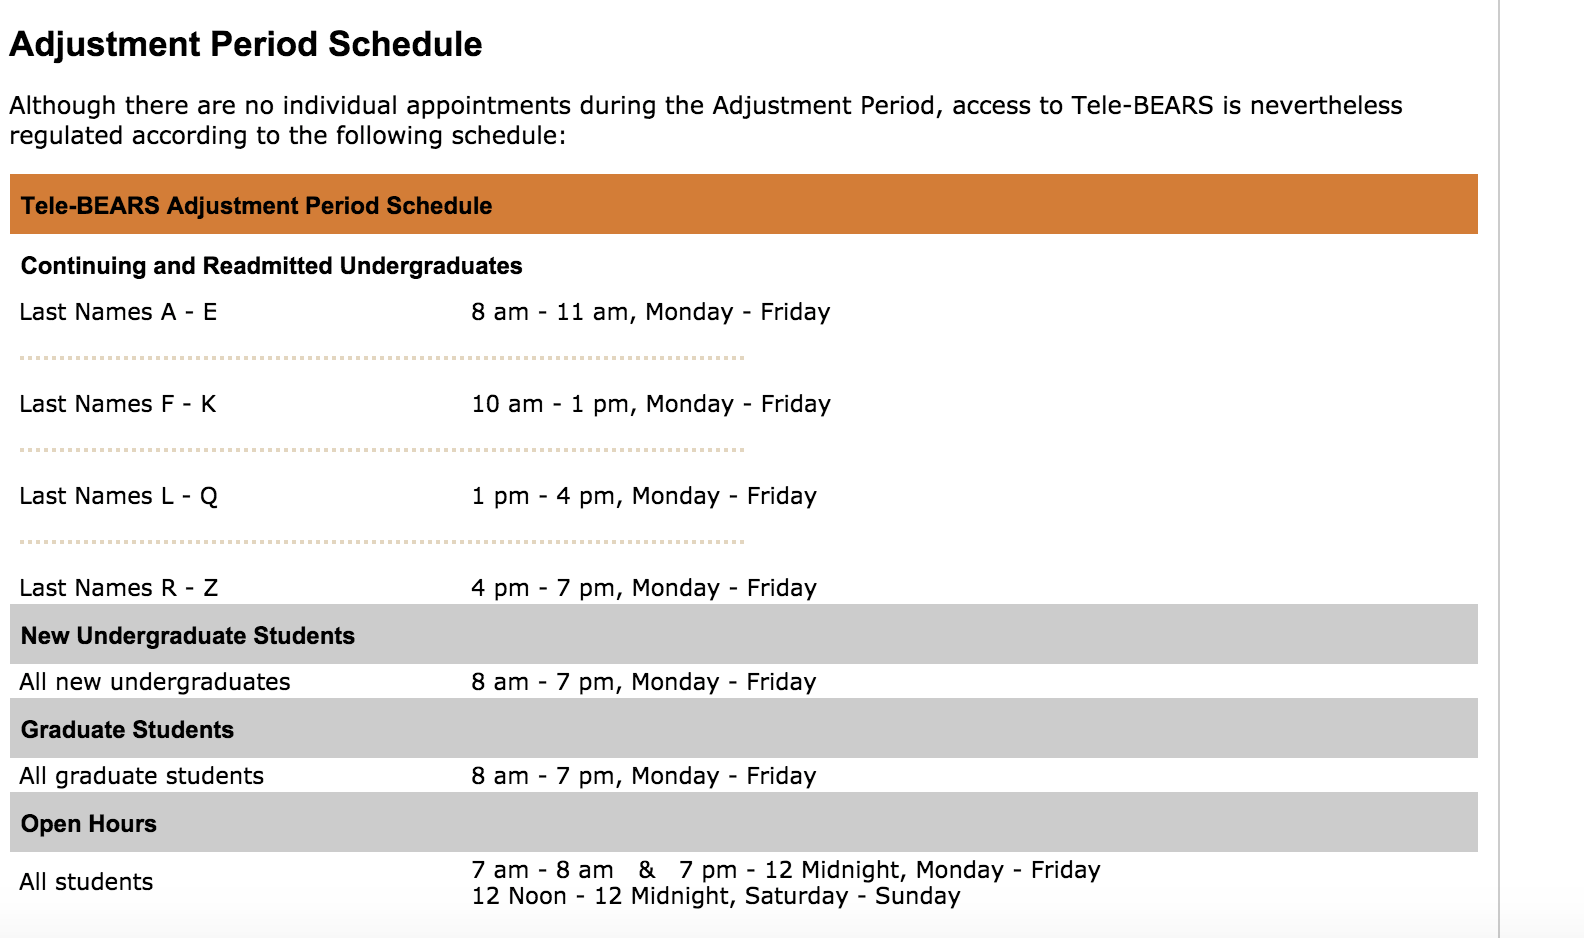 Adjustment Period Schedule
Although there are no individual appointments during the Adjustment Period, access to Tele-BEARS is nevertheless
regulated according to the following schedule:
Tele-BEARS Adjustment Period Schedule
Continuing and Readmitted Undergraduates
Last Names A - E 8 am - 11 am, Monday - Friday
Last Names F - K 10 am - 1 pm, Monday - Friday
Last Names L - Q 1 pm - 4 pm, Monday - Friday
Last Names R - Z 4 pm - 7 pm, Monday - Friday
New Undergraduate Students
All new undergraduates 8 am - 7 pm, Monday - Friday
Graduate Students
All graduate students 8 am - 7 pm, Monday - Friday
Open Hours
All students
7 am - 8 am & 7 pm - 12 Midnight, Monday - Friday
12 Noon - 12 Midnight, Saturday - Sunday